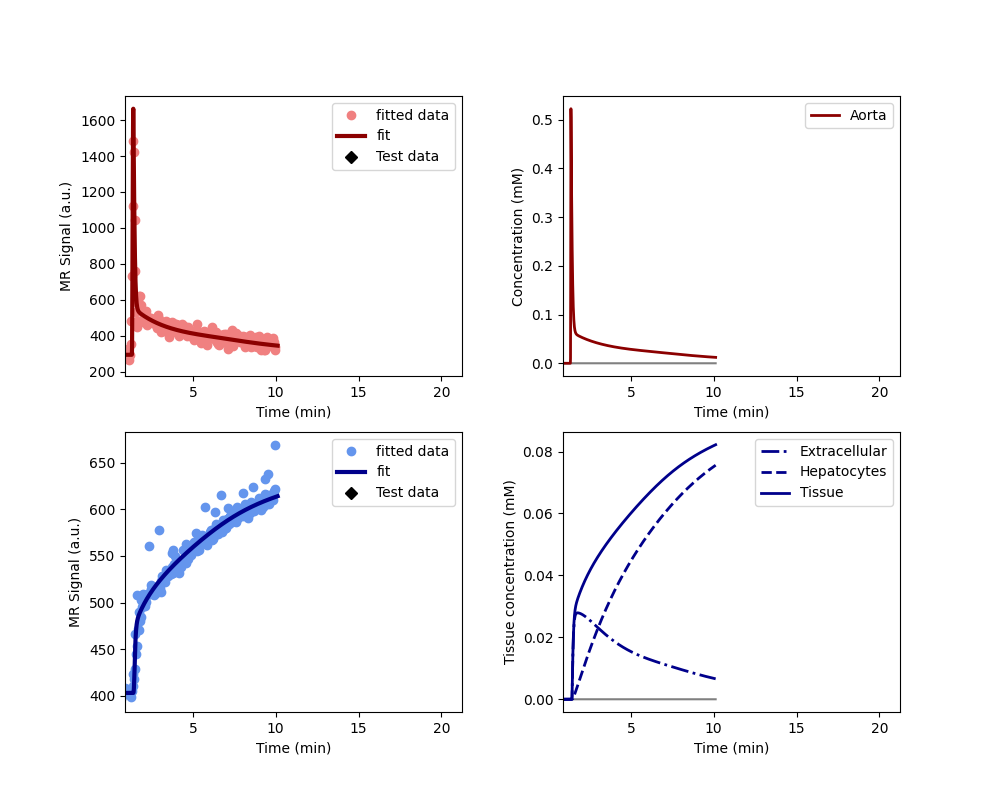 1600
1400
1200
1000
800
600
400
200
MR Signal (a.u.)
fitted data
fit
Test data
5
10
15
20
Time (min)
0.5
0.4
0.3
0.2
0.1
0.0
Concentration (mM)
Aorta
5
10
15
20
Time (min)
650
600
550
500
450
400
MR Signal (a.u.)
fitted data
fit
Test data
5
10
15
20
Time (min)
0.08
0.06
0.04
0.02
0.00
Tissue concentration (mM)
Extracellular
Hepatocytes
Tissue
5
10
15
20
Time (min)